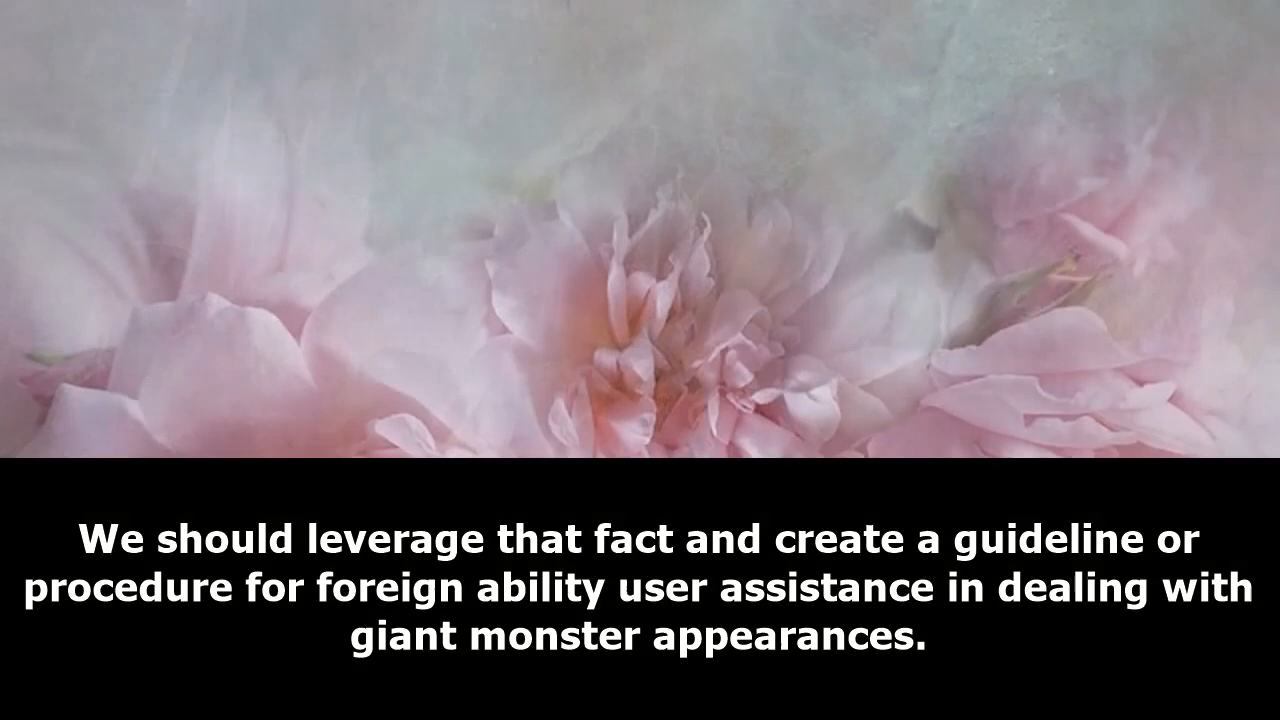 We should leverage that fact and create a guideline or
procedure for foreign ability user assistance in dealing with
giant monster appearances.